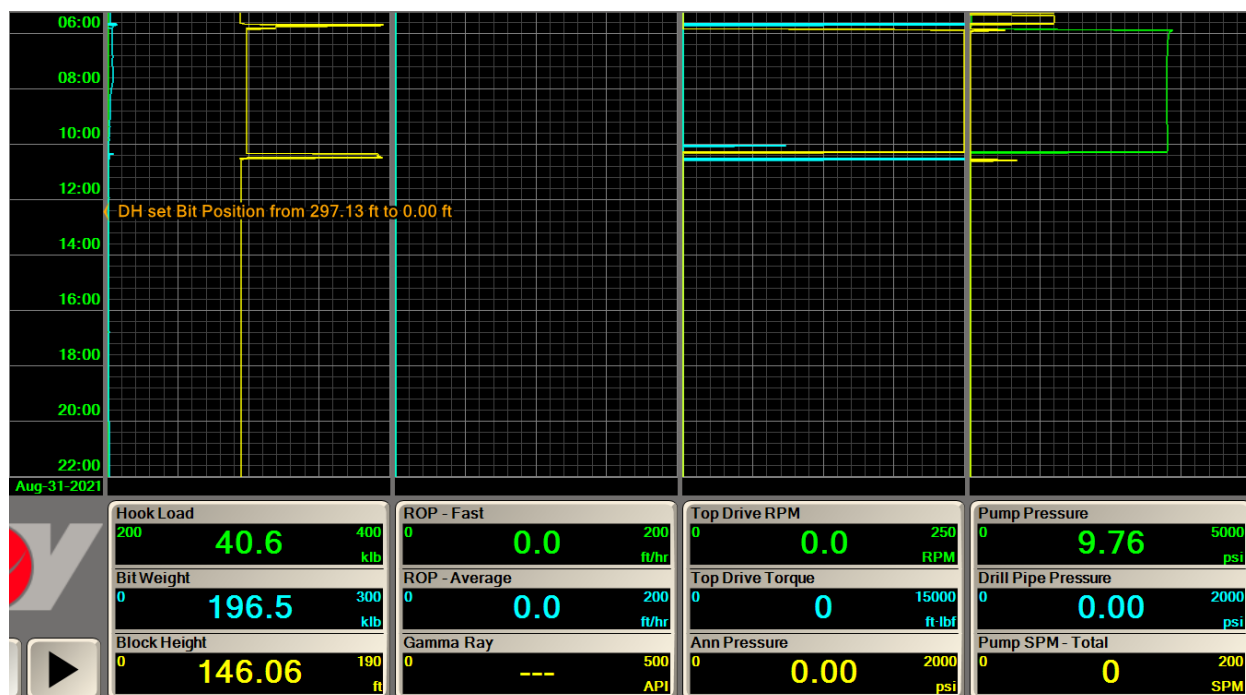 06:00
08:00
10:00
12:00
DH set Bit Position from 297.13 ft to 0.00 ft
14:00
16:00
18:00
20:00
22:00
Aug-31-2021
Hook Load
200 40.6 400
klb
Bit Weight
0 196.5 300
klb
Block Height
0 146.06 190
ft
ROP - Fast
0 0.0 200
ft/hr
ROP - Average
0 0.0 200
ft/hr
Gamma Ray
0 --- 500
API
Top Drive RPM
0 0.0 250
RPM
Top Drive Torque
0 0 15000
ft-lbf
Ann Pressure
0 0.00 2000
psi
Pump Pressure
0 9.76 5000
psi
Drill Pipe Pressure
0 0.00 2000
psi
Pump SPM - Total
0 0 200
SPM